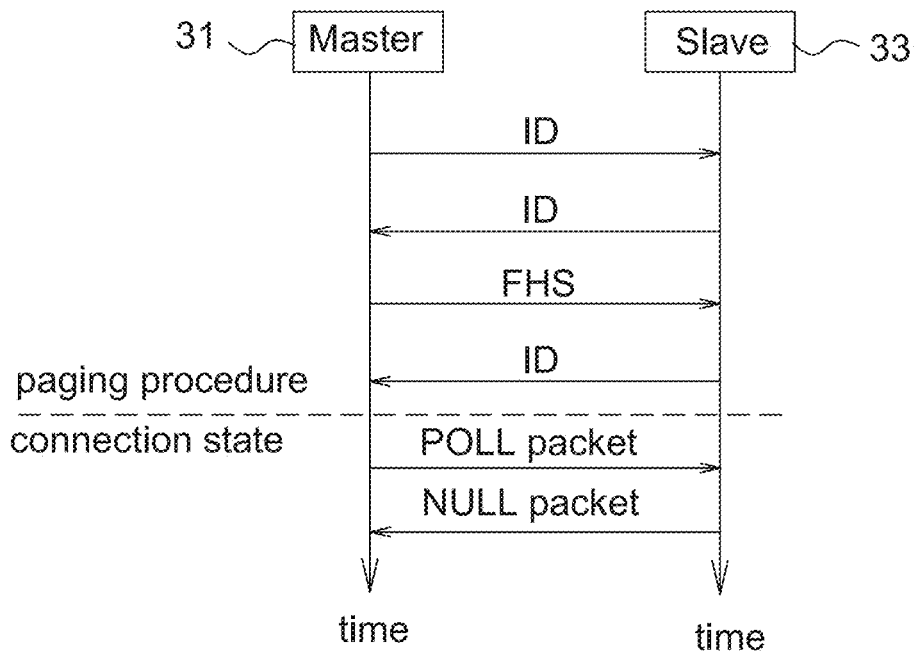 31
Master
Slave
33
ID
ID
FHS
ID
paging procedure
connection state
POLL packet
NULL packet
time
time